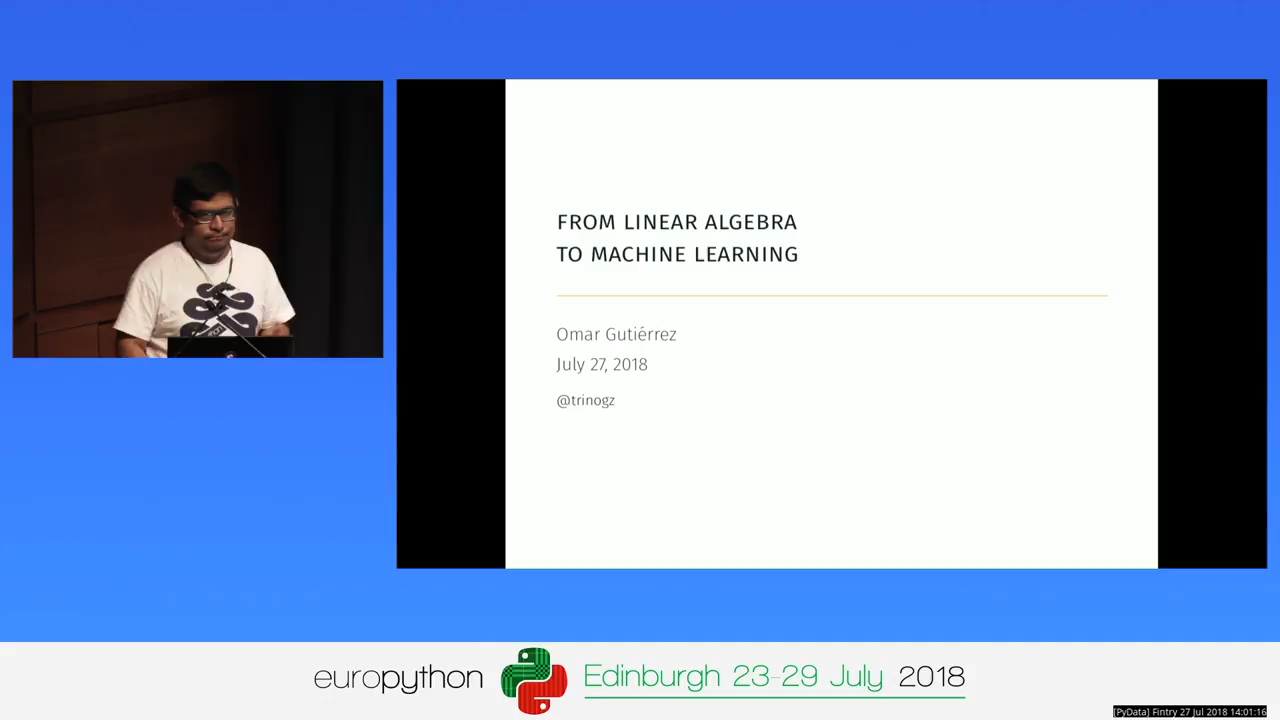 FROM LINEAR ALGEBRA
TO MACHINE LEARNING
Omar Gutiérrez
July 27, 2018
@trinogz
europython Edinburgh 23-29 July 2018
[PyData] Fintry 27 Jul 2018 14:01:16